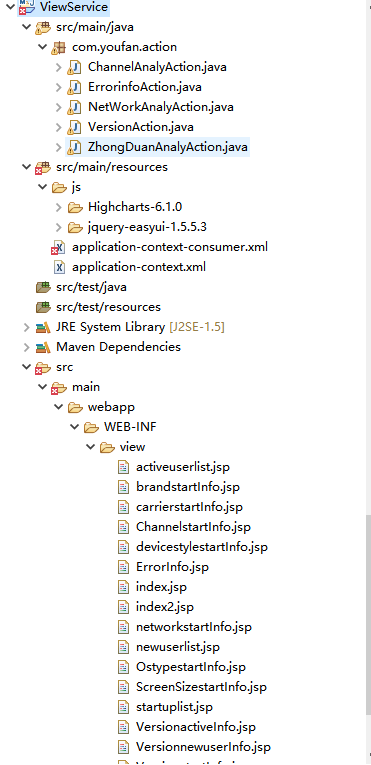 ViewService
src/main/java
com.youfan.action
ChannelAnalyAction.java
ErrorinfoAction.java
NetWorkAnalyAction.java
VersionAction.java
ZhongDuanAnalyAction.java
src/main/resources
js
Highcharts-6.1.0
jquery-easyui-1.5.5.3
application-context-consumer.xml
application-context.xml
src/test/java
src/test/resources
JRE System Library [J2SE-1.5]
Maven Dependencies
src
main
webapp
WEB-INF
view
activeuserlist.jsp
brandstartInfo.jsp
carrierstartInfo.jsp
ChannelstartInfo.jsp
devicestylestartInfo.jsp
ErrorInfo.jsp
index.jsp
index2.jsp
networkstartInfo.jsp
newuserlist.jsp
OstypestartInfo.jsp
ScreenSizestartInfo.jsp
startuplist.jsp
VersionactiveInfo.jsp
VersionnewuserInfo.jsp